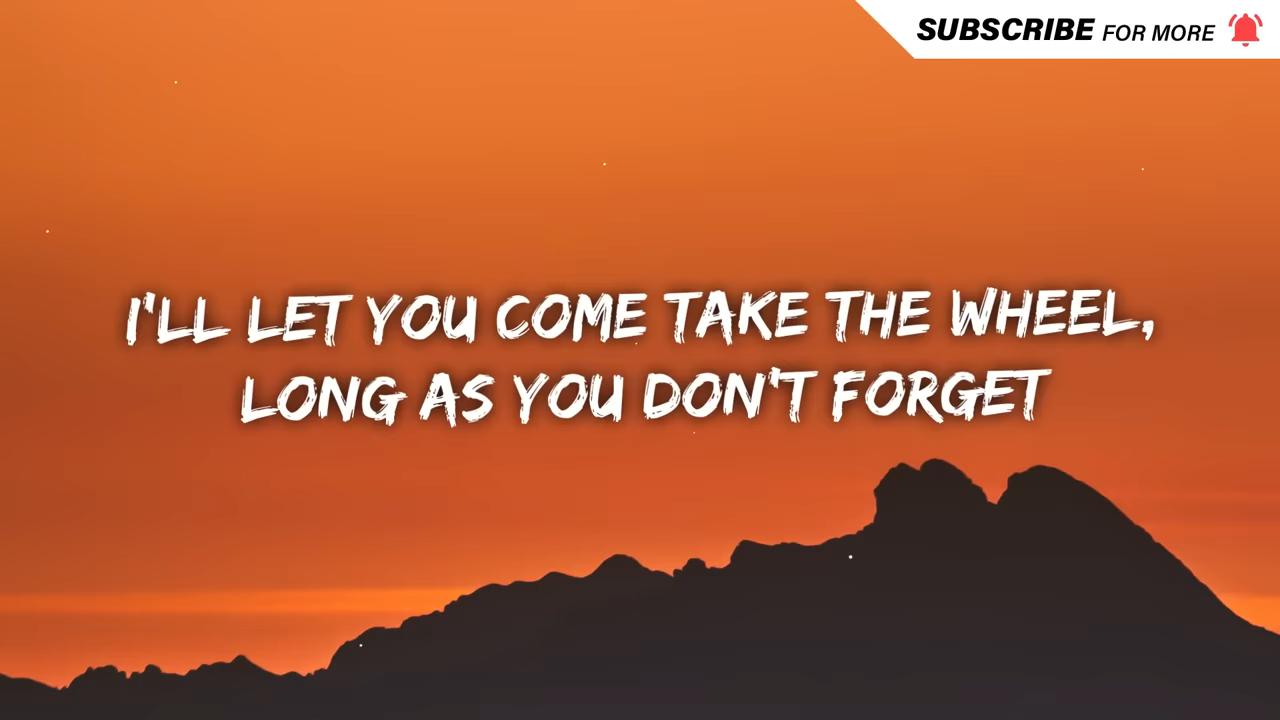 SUBSCRIBE FOR MORE
I'LL LET YOU COME TAKE THE WHEEL,
LONG AS YOU DON'T FORGET